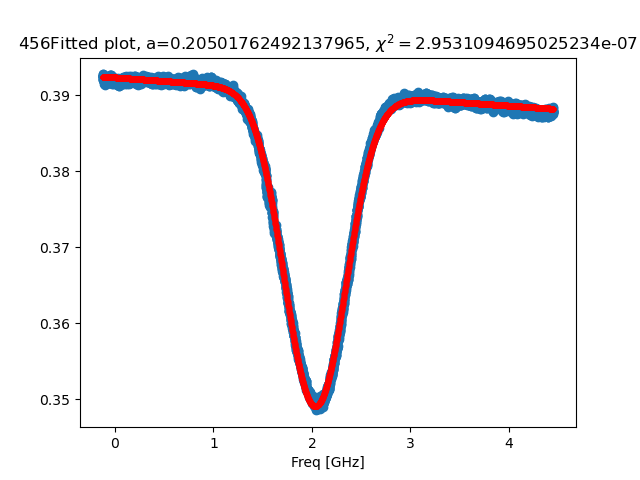 456Fitted plot, a=0.20501762492137965, χ² = 2.9531094695025234e-07
0.39
0.38
0.37
0.36
0.35
0 1 2 3 4
Freq [GHz]